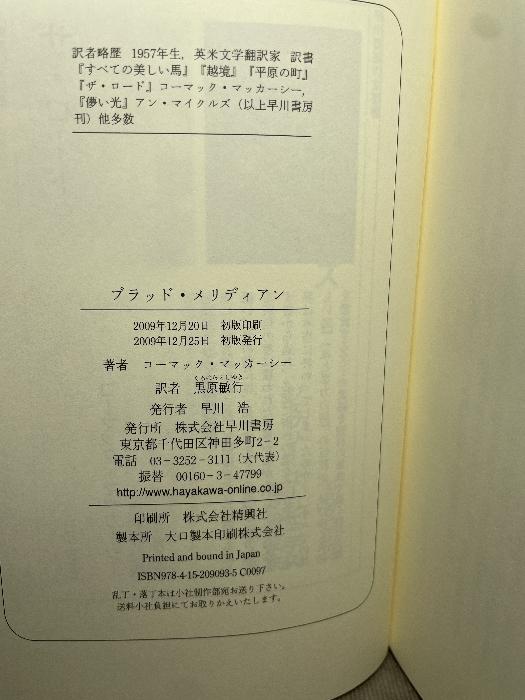 訳者略歴 1957年生，英米文学翻訳家 訳書
『すべての美しい馬』『越境』『平原の町』
『ザ・ロード』コーマック・マッカーシー，
『儚い光』アン・マイクルズ（以上早川書房
刊）他多数
ブラッド・メリディアン
2009年12月20日 初版印刷
2009年12月25日 初版発行
著者 コーマック・マッカーシー
くろはらとしゆき
訳者 黒原敏行
発行者 早川 浩
発行所 株式会社早川書房
東京都千代田区神田多町2－2
電話 03－3252－3111（大代表）
振替 00160－3－47799
http://www.hayakawa-online.co.jp
印刷所 株式会社精興社
製本所 大口製本印刷株式会社
Printed and bound in Japan
ISBN978-4-15-209093-5 C0097
乱丁・落丁本は小社制作部宛お送り下さい。
送料小社負担にてお取りかえいたします。